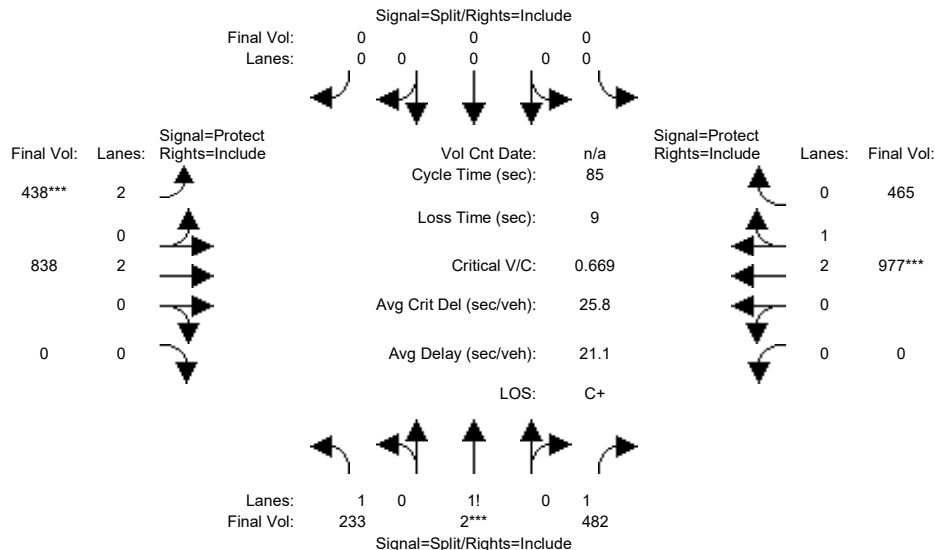 Signal=Split/Rights=Include
Final Vol: 0 0 0
Lanes: 0 0 0 0 0
Signal=Protect Signal=Protect
Final Vol: Lanes: Rights=Include Vol Cnt Date: n/a Rights=Include Lanes: Final Vol:
Cycle Time (sec): 85
438*** 2 0 465
Loss Time (sec): 9
0 1
838 2 Critical V/C: 0.669 2 977***
0 Avg Crit Del (sec/veh): 25.8 0
0 0 Avg Delay (sec/veh): 21.1 0 0
LOS: C+
Lanes: 1 0 1! 0 1
Final Vol: 233 2*** 482
Signal=Split/Rights=Include